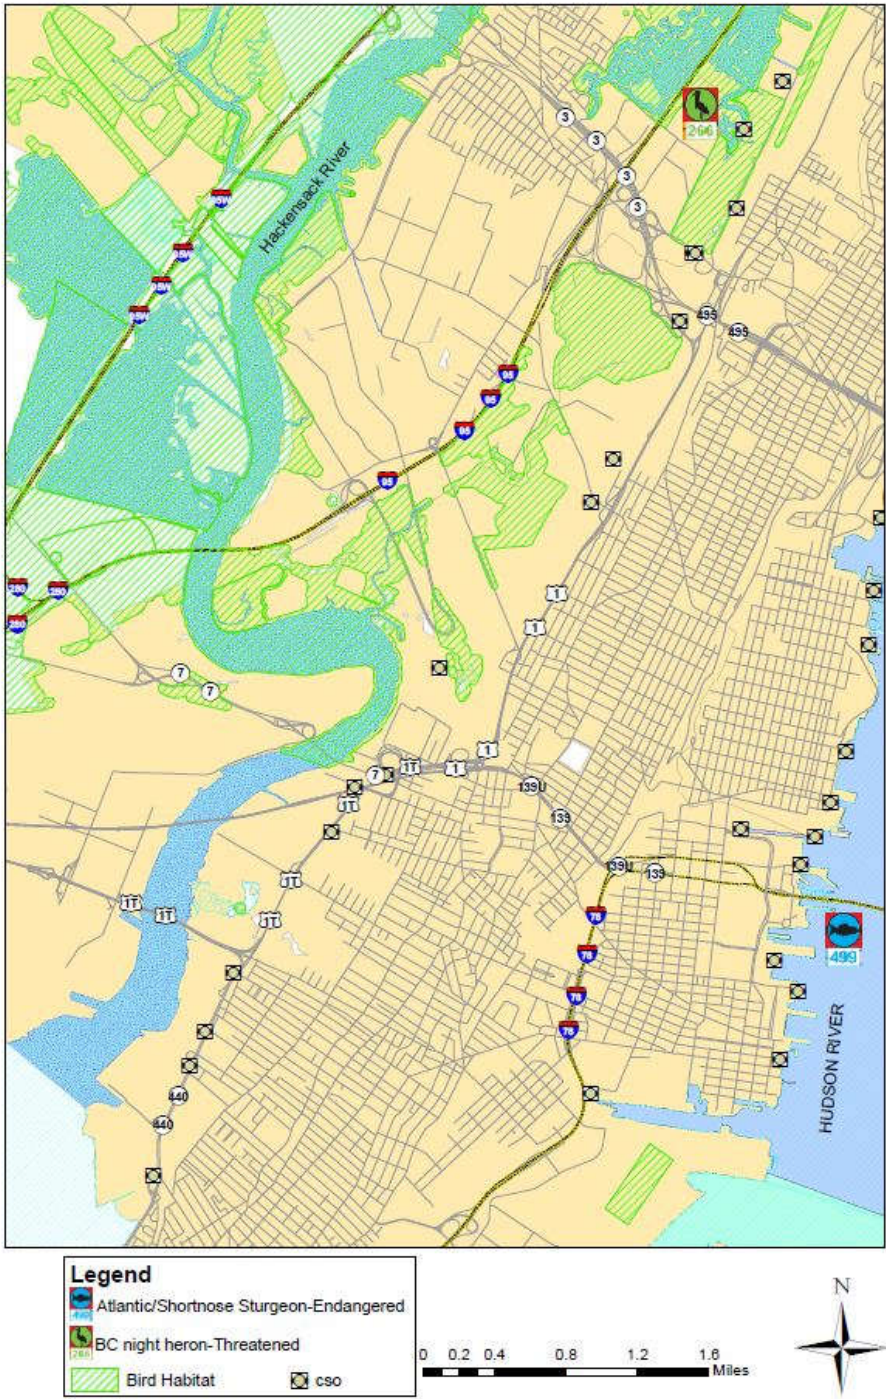 3
266
3
3
3
Hackensack River
95W
95W
95W
95W
495
495
95
95
95
95
1
1
280
280
280
7
7
1
1T
1
7
139U
1T
139
139U
139
1T
1T
1T
1T
78
499
78
78
HUDSON RIVER
78
440
440
Legend
499 Atlantic/Shortnose Sturgeon-Endangered
266 BC night heron-Threatened
Bird Habitat
cso
0 0.2 0.4 0.8 1.2 1.6
Miles
N